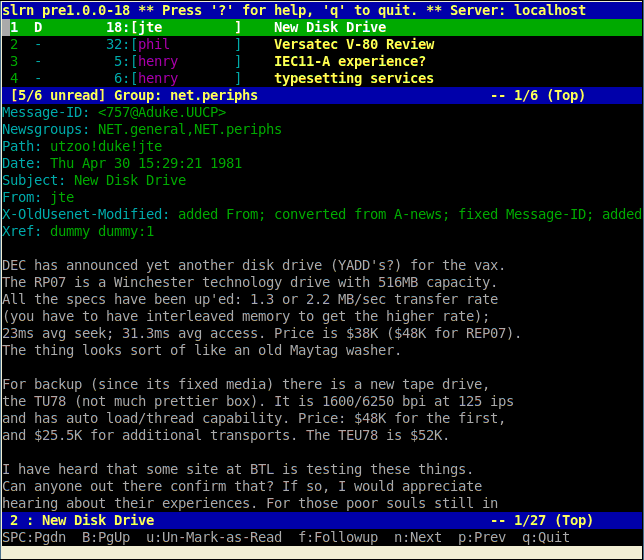 slrn pre1.0.0-18 ** Press '?' for help, 'q' to quit. ** Server: localhost
1 D 18:[jte ] New Disk Drive
2 - 32:[phil ] Versatec V-80 Review
3 - 5:[henry ] IEC11-A experience?
4 - 6:[henry ] typesetting services
[5/6 unread] Group: net.periphs -- 1/6 (Top)
Message-ID: <757@Aduke.UUCP>
Newsgroups: NET.general,NET.periphs
Path: utzoo!duke!jte
Date: Thu Apr 30 15:29:21 1981
Subject: New Disk Drive
From: jte
X-OldUsenet-Modified: added From; converted from A-news; fixed Message-ID; added
Xref: dummy dummy:1
DEC has announced yet another disk drive (YADD's?) for the vax.
The RP07 is a Winchester technology drive with 516MB capacity.
All the specs have been up'ed: 1.3 or 2.2 MB/sec transfer rate
(you have to have interleaved memory to get the higher rate);
23ms avg seek; 31.3ms avg access. Price is $38K ($48K for REP07).
The thing looks sort of like an old Maytag washer.
For backup (since its fixed media) there is a new tape drive,
the TU78 (not much prettier box). It is 1600/6250 bpi at 125 ips
and has auto load/thread capability. Price: $48K for the first,
and $25.5K for additional transports. The TEU78 is $52K.
I have heard that some site at BTL is testing these things.
Can anyone out there confirm that? If so, I would appreciate
hearing about their experiences. For those poor souls still in
2 : New Disk Drive -- 1/27 (Top)
SPC:Pgdn B:PgUp u:Un-Mark-as-Read f:Followup n:Next p:Prev q:Quit